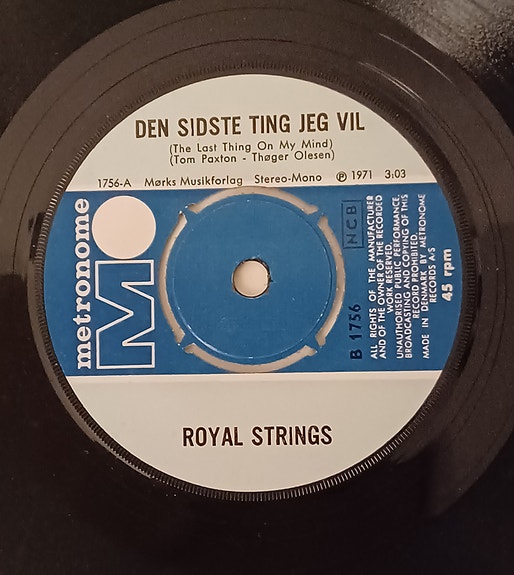 DEN SIDSTE TING JEG VIL
(The Last Thing On My Mind)
(Tom Paxton - Thøger Olesen)
1756-A Mørks Musikforlag Stereo-Mono ℗ 1971 3:03
metronome
M
NCB
B 1756
ALL RIGHTS OF THE MANUFACTURER
AND OF THE OWNER OF THE RECORDED
WORK RESERVED.
UNAUTHORISED PUBLIC PERFORMANCE,
BROADCASTING AND COPYING OF THIS
RECORD PROHIBITED.
MADE IN DENMARK BY METRONOME
RECORDS A/S
45 rpm
ROYAL STRINGS